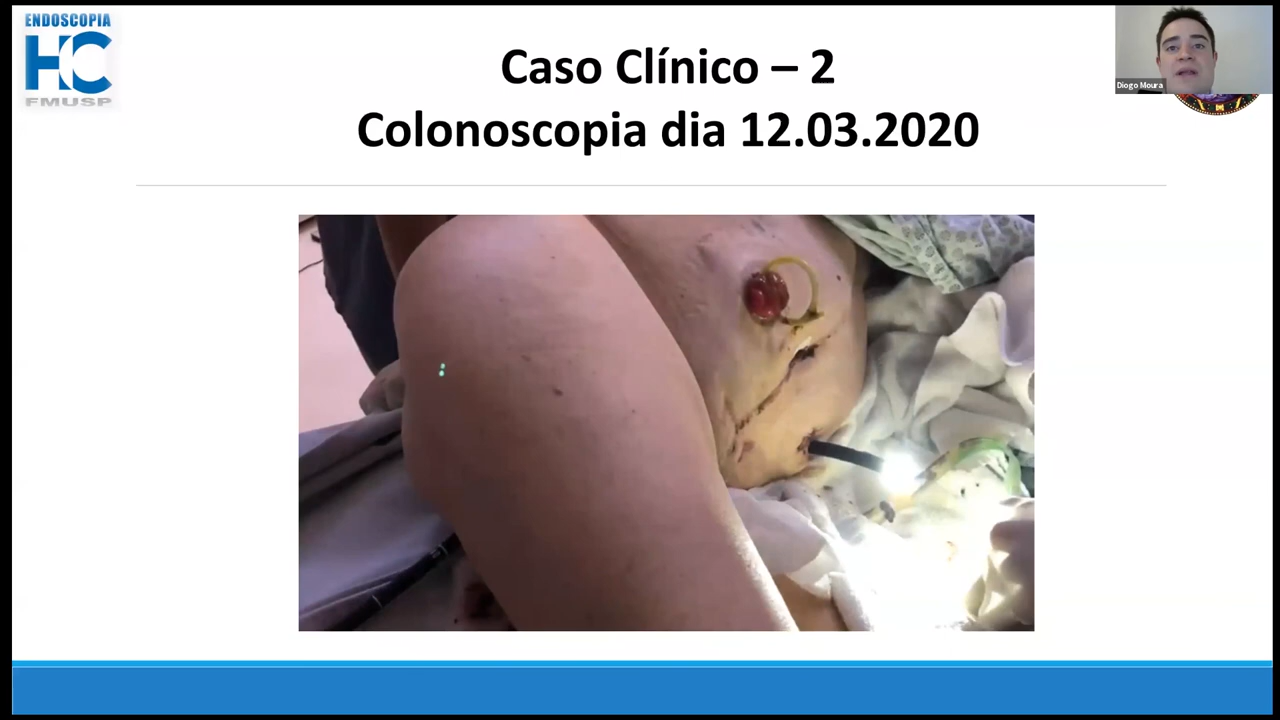 ENDOSCOPIA
HC
FMUSP
Caso Clínico – 2
Colonoscopia dia 12.03.2020
Diogo Moura